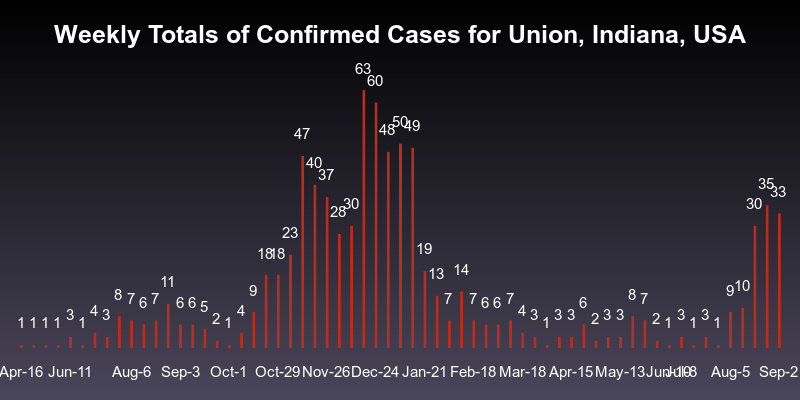 Weekly Totals of Confirmed Cases for Union, Indiana, USA
63
60
50 49
48
47
40
37
35
33
30 30
28
23
19
18 18
14
13
11
10
9 9
8 7 6 7 6 6 5 8 7
7 7 6 6 7 6
4 3 4 4 3 3 3 3 3
3 1 2 1 1 2 2 3 3
1 1 1 1 1 1 1
Apr-16 Jun-11 Aug-6 Sep-3 Oct-1 Oct-29 Nov-26 Dec-24 Jan-21 Feb-18 Mar-18 Apr-15 May-13 Aug-5 Sep-2